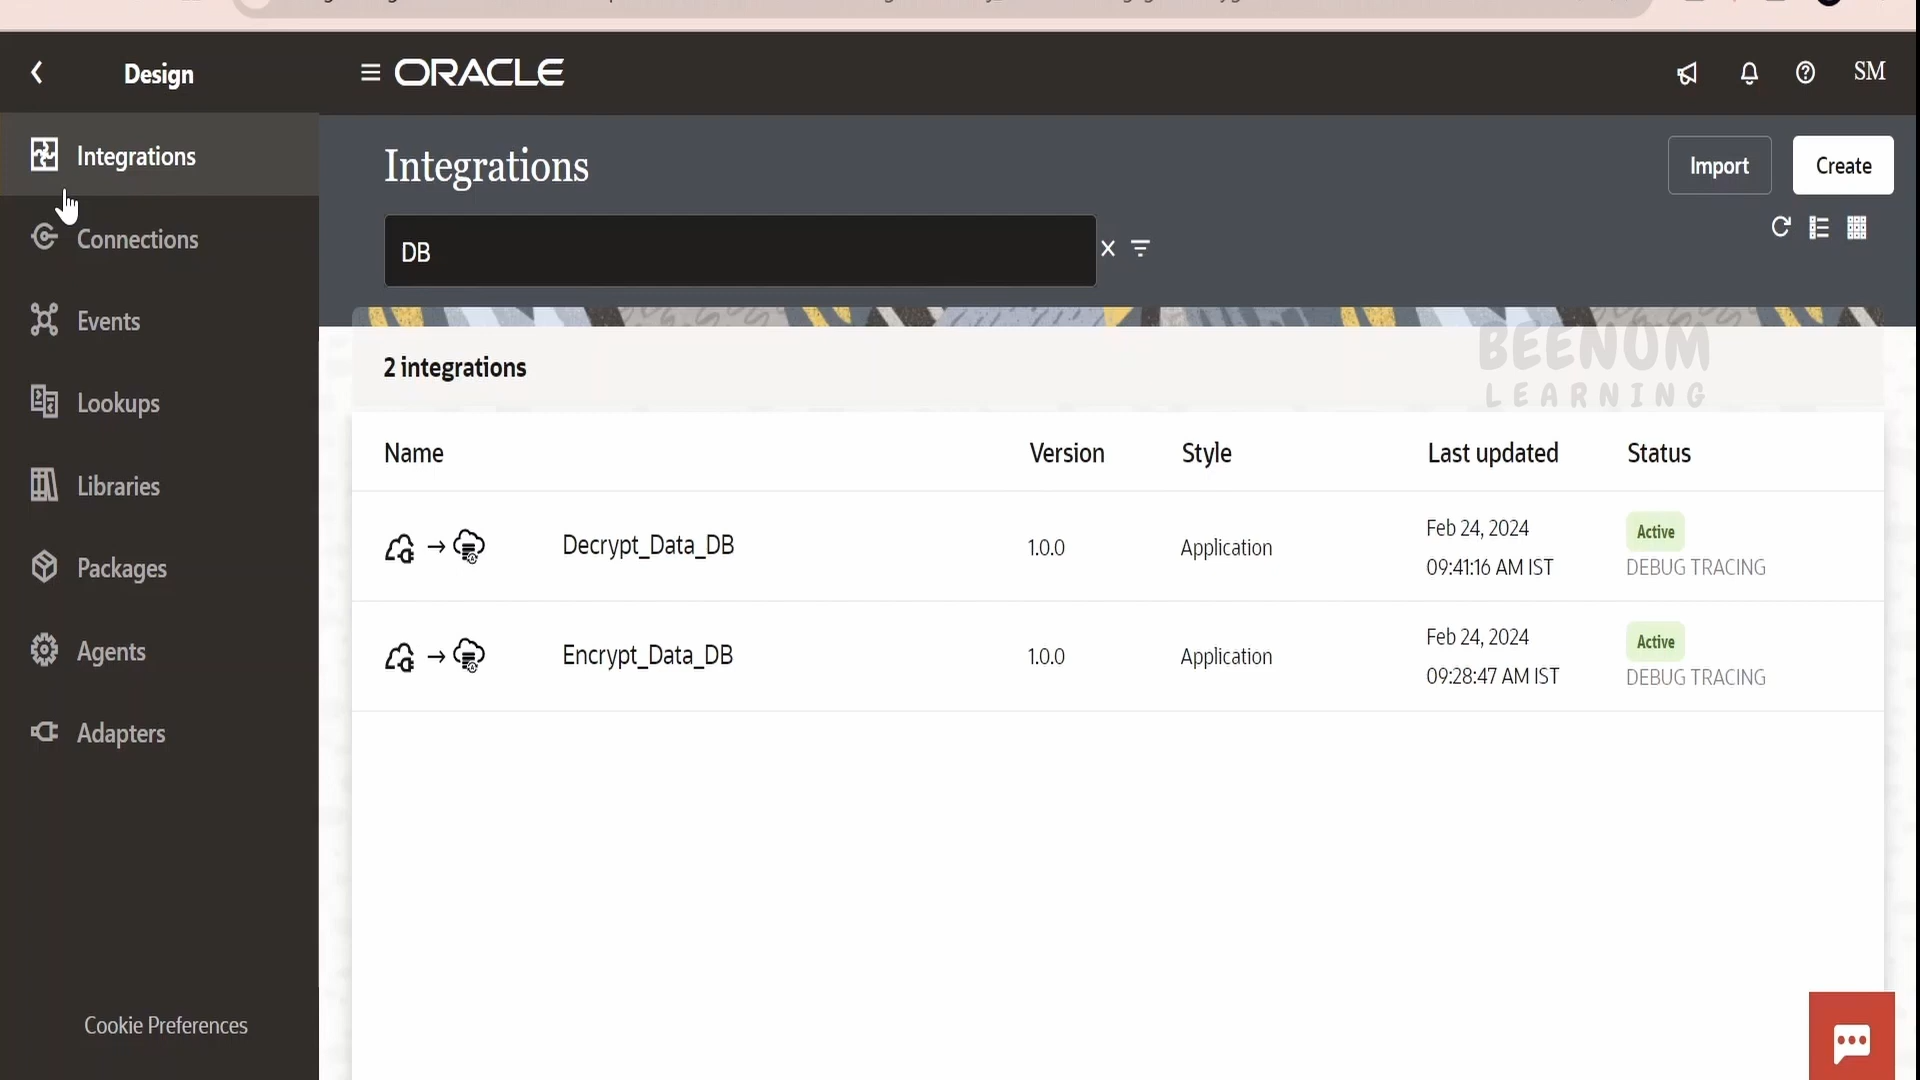 Design
ORACLE
SM
Integrations
Connections
Events
Lookups
Libraries
Packages
Agents
Adapters
Cookie Preferences
Integrations
Import
Create
DB
BEENUM
LEARNING
2 integrations
Name Version Style Last updated Status
Decrypt_Data_DB 1.0.0 Application Feb 24, 2024 09:41:16 AM IST Active DEBUG TRACING
Encrypt_Data_DB 1.0.0 Application Feb 24, 2024 09:28:47 AM IST Active DEBUG TRACING